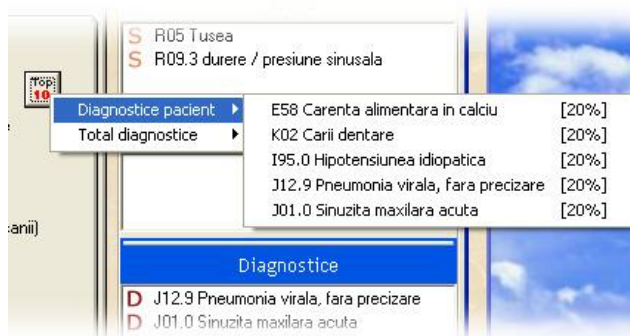 S R05 Tusea
S R09.3 durere / presiune sinusala
Top
10
Diagnostice pacient
Total diagnostice
E58 Carenta alimentara in calciu [20%]
K02 Carii dentare [20%]
I95.0 Hipotensiunea idiopatica [20%]
J12.9 Pneumonia virala, fara precizare [20%]
J01.0 Sinuzita maxilara acuta [20%]
canii)
Diagnostice
D J12.9 Pneumonia virala, fara precizare
D J01.0 Sinuzita maxilara acuta